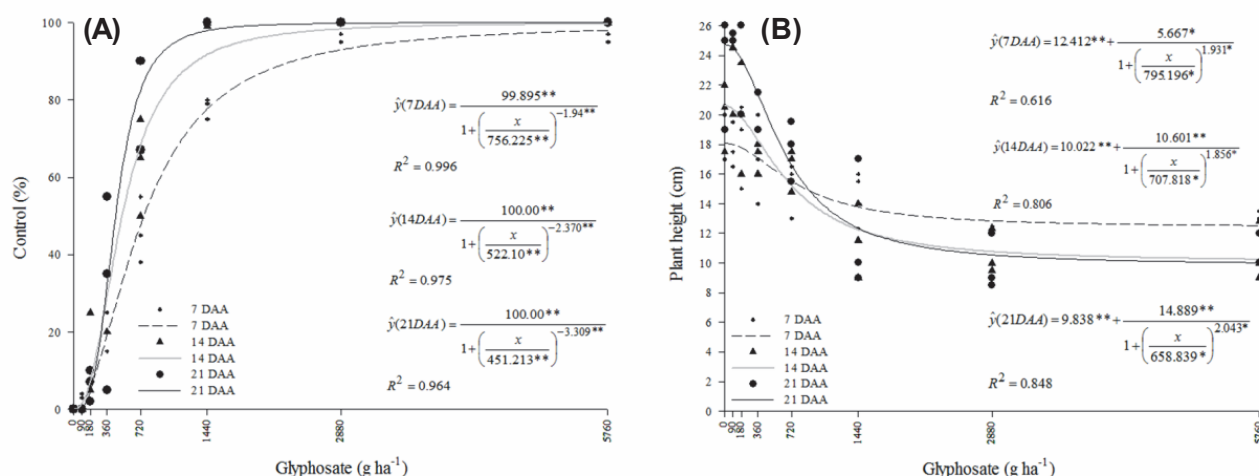 (A)
100
80
60
40
20
0
Control (%)
ŷ(7DAA) = 99.895** / 1+(x/756.225**)^-1.94**
R² = 0.996
ŷ(14DAA) = 100.00** / 1+(x/522.10**)^-2.370**
R² = 0.975
ŷ(21DAA) = 100.00** / 1+(x/451.213**)^-3.309**
R² = 0.964
7 DAA
7 DAA
14 DAA
14 DAA
21 DAA
21 DAA
0 90 180 360 720 1440 2880 5760
Glyphosate (g ha⁻¹)
(B)
26
24
22
20
18
16
14
12
10
8
6
4
2
0
Plant height (cm)
ŷ(7DAA) = 12.412** + 5.667* / 1+(x/795.196*)^1.931*
R² = 0.616
ŷ(14DAA) = 10.022** + 10.601** / 1+(x/707.818*)^1.856*
R² = 0.806
ŷ(21DAA) = 9.838** + 14.889** / 1+(x/658.839*)^2.043*
R² = 0.848
7 DAA
7 DAA
14 DAA
14 DAA
21 DAA
21 DAA
0 90 180 360 720 1440 2880 5760
Glyphosate (g ha⁻¹)